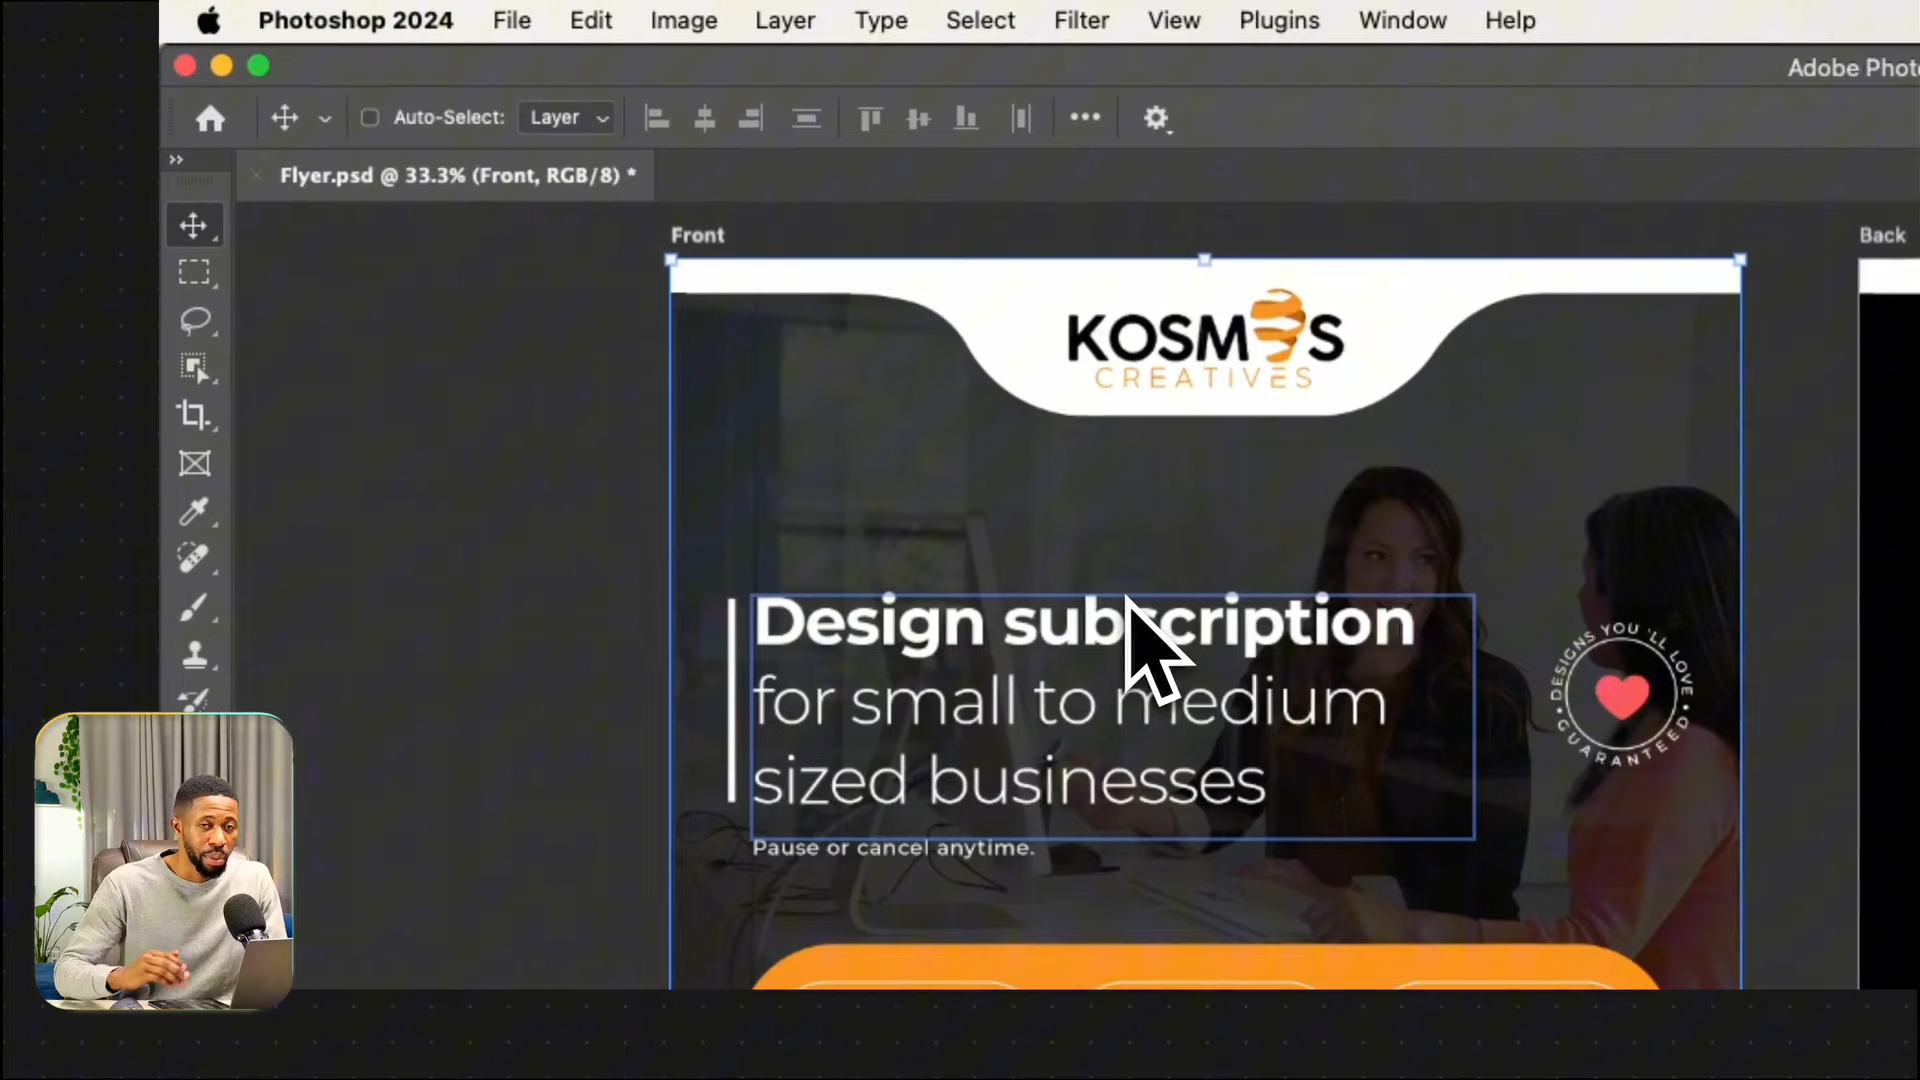 Photoshop 2024 File Edit Image Layer Type Select Filter View Plugins Window Help
Adobe Phot
Auto-Select: Layer
Flyer.psd @ 33.3% (Front, RGB/8) *
Front
Back
KOSMOS
CREATIVES
Design subscription
for small to medium
sized businesses
Pause or cancel anytime.
DESIGNS YOU'LL LOVE
GUARANTEED